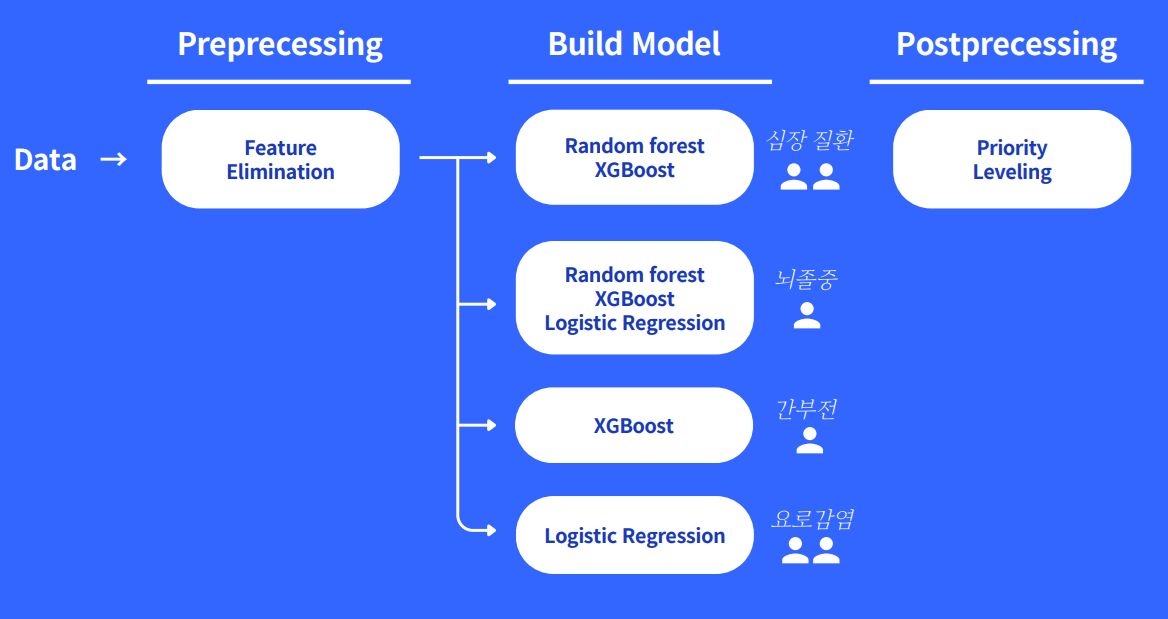 Preprecessing
Build Model
Postprecessing
Data
Feature
Elimination
Random forest
XGBoost
심장 질환
Priority
Leveling
Random forest
XGBoost
Logistic Regression
뇌졸중
XGBoost
간부전
Logistic Regression
요로감염